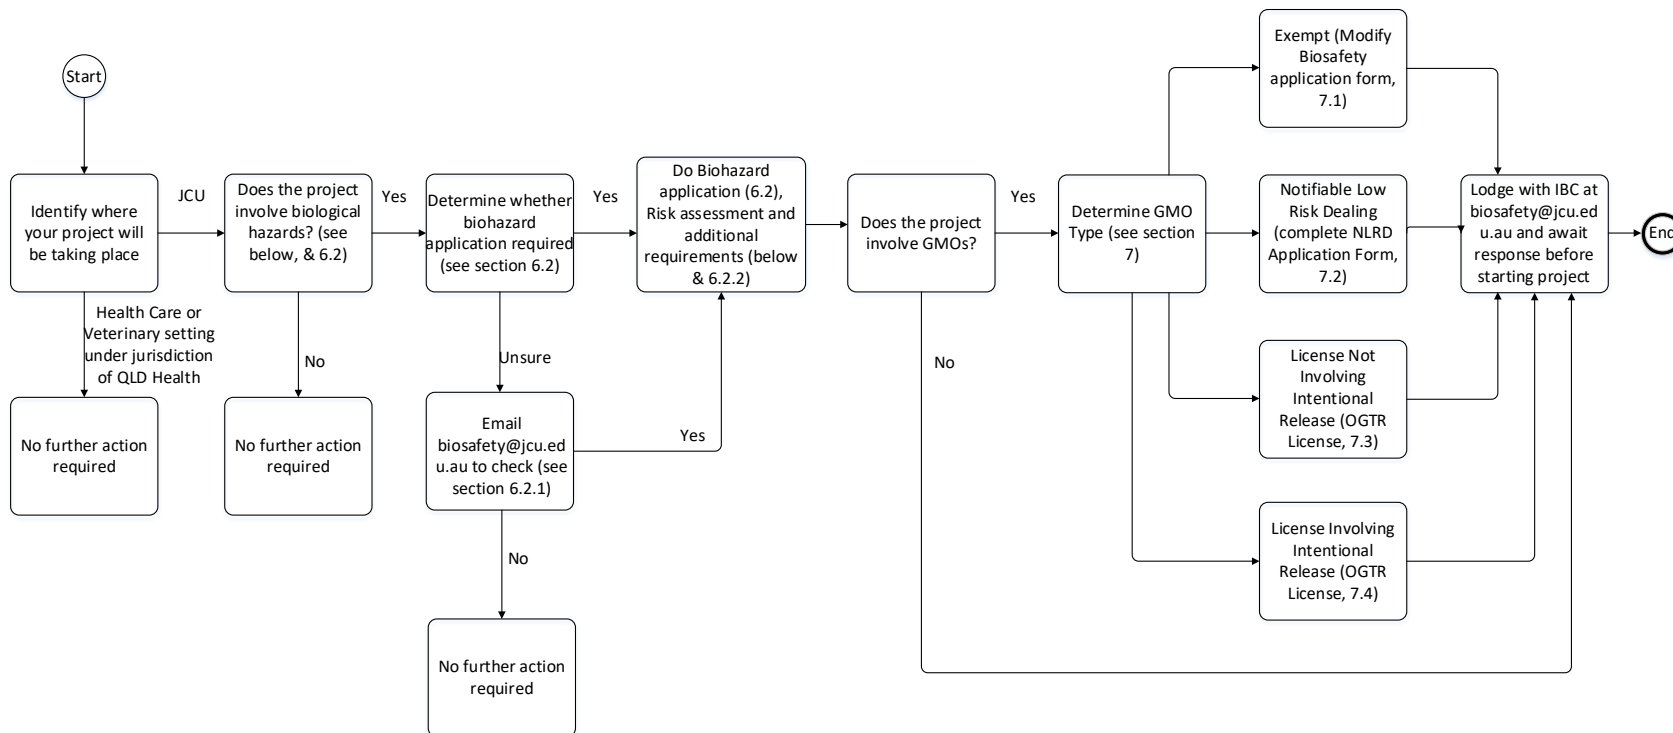 Start
Identify where
your project will
be taking place
JCU
Health Care or
Veterinary setting
under jurisdiction
of QLD Health
No further action
required
Does the project
involve biological
hazards? (see
below, & 6.2)
Yes
No
No further action
required
Determine whether
biohazard
application required
(see section 6.2)
Yes
Unsure
Email
biosafety@jcu.ed
u.au to check (see
section 6.2.1)
Yes
No
No further action
required
Do Biohazard
application (6.2),
Risk assessment and
additional
requirements (below
& 6.2.2)
Does the project
involve GMOs?
Yes
No
Determine GMO
Type (see section
7)
Exempt (Modify
Biosafety
application form,
7.1)
Notifiable Low
Risk Dealing
(complete NLRD
Application Form,
7.2)
License Not
Involving
Intentional
Release (OGTR
License, 7.3)
License Involving
Intentional
Release (OGTR
License, 7.4)
Lodge with IBC at
biosafety@jcu.ed
u.au and await
response before
starting project
End